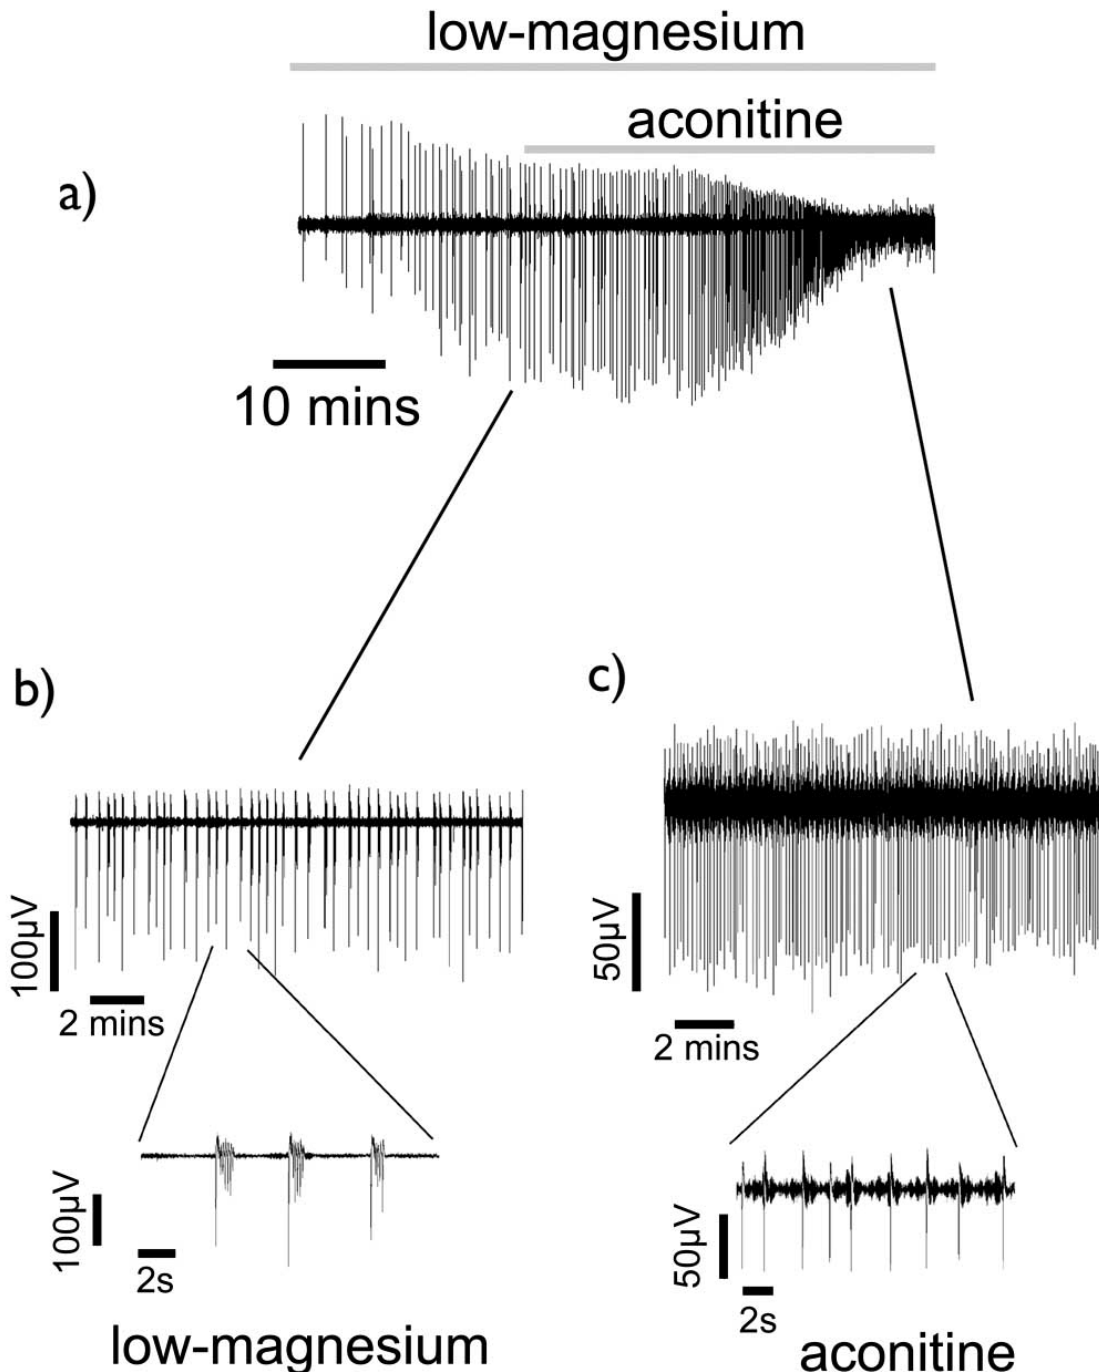 low-magnesium
aconitine
a)
10 mins
b)
c)
100µV
2 mins
50µV
2 mins
100µV
2s
50µV
2s
low-magnesium
aconitine